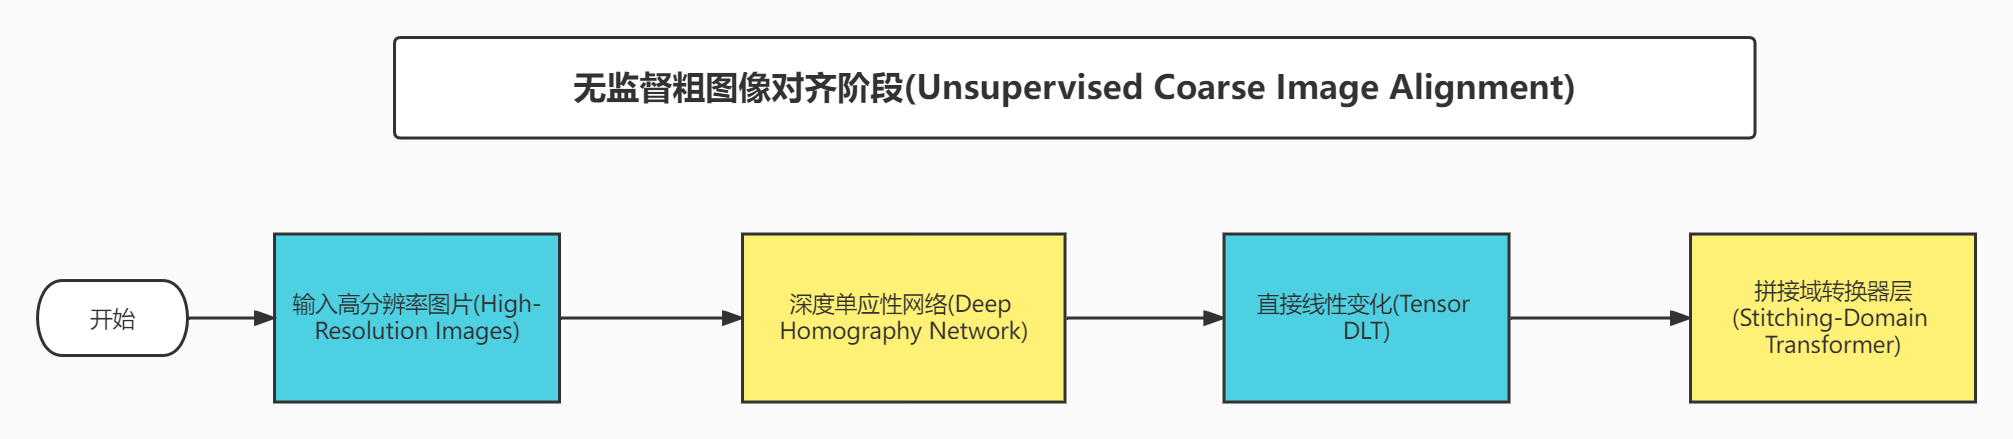 无监督粗图像对齐阶段(Unsupervised Coarse Image Alignment)
开始
输入高分辨率图片(High-
Resolution Images)
深度单应性网络(Deep
Homography Network)
直接线性变化(Tensor
DLT)
拼接域转换器层
(Stitching-Domain
Transformer)